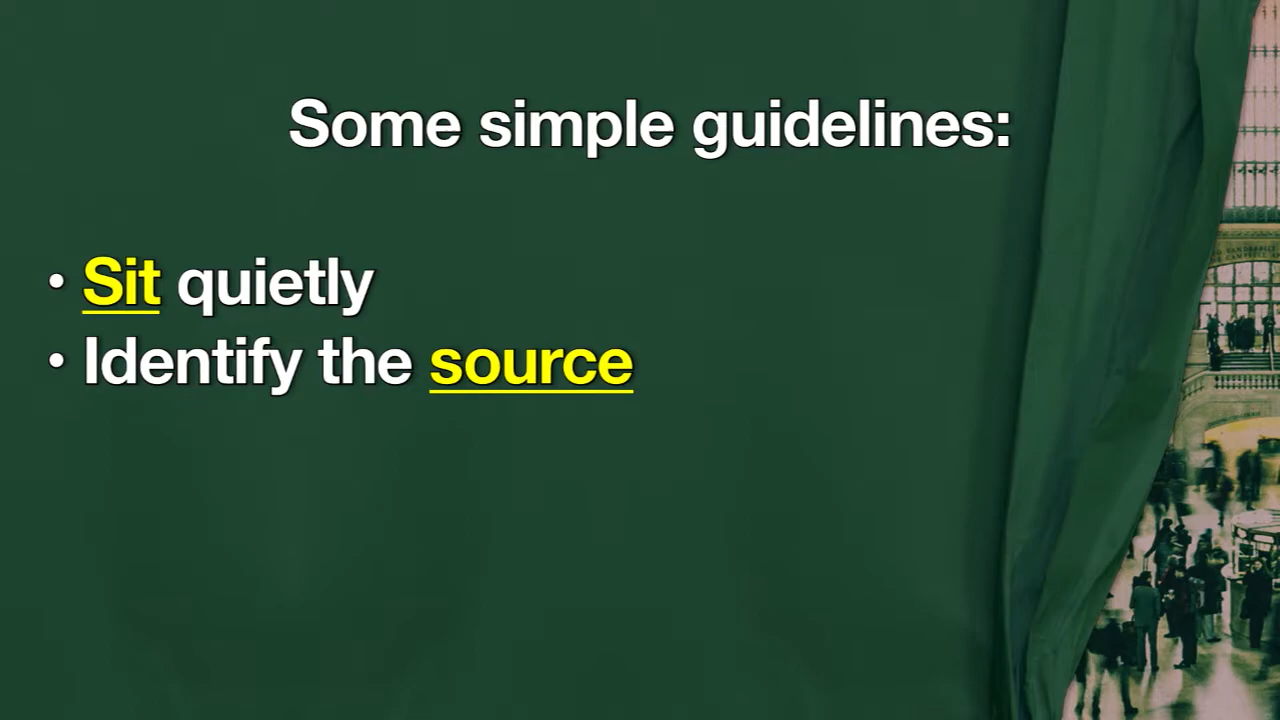 Some simple guidelines:
• Sit quietly
• Identify the source